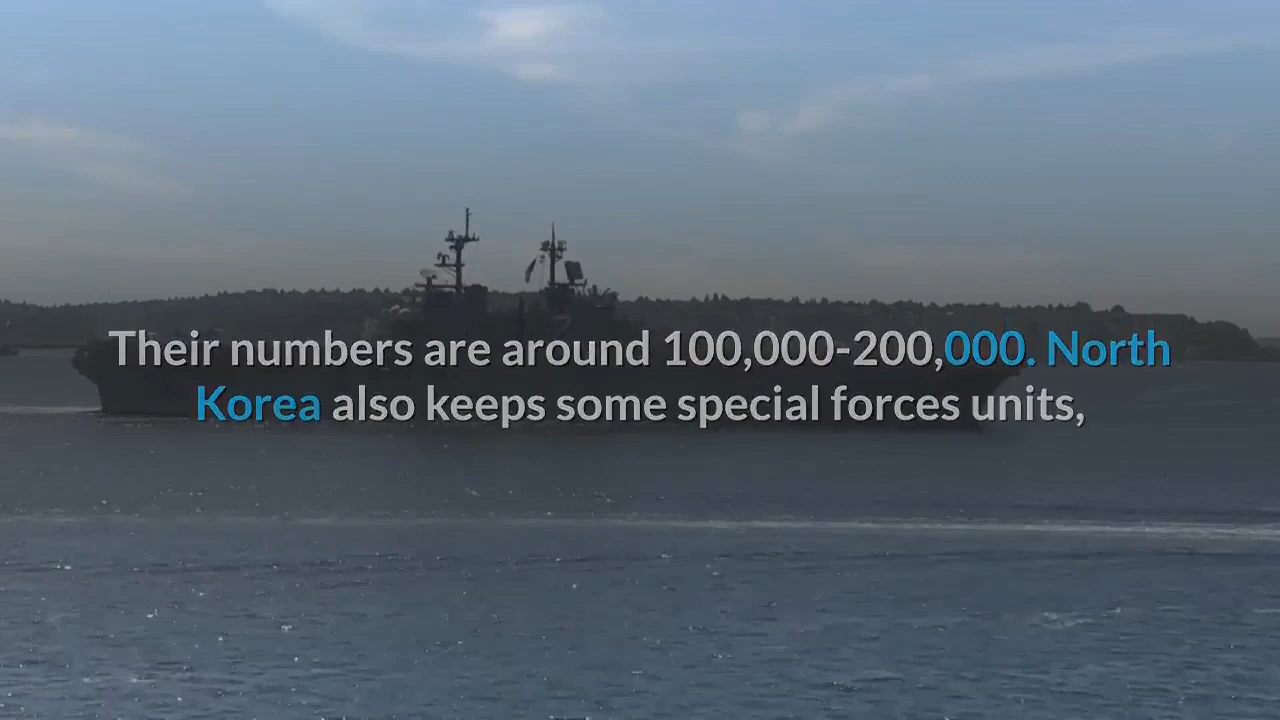 Their numbers are around 100,000-200,000. North
Korea also keeps some special forces units,